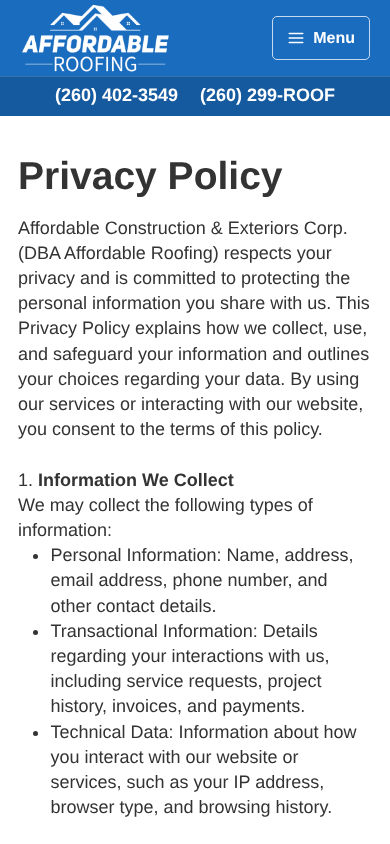 AFFORDABLE
ROOFING
Menu
(260) 402-3549 (260) 299-ROOF
Privacy Policy
Affordable Construction & Exteriors Corp.
(DBA Affordable Roofing) respects your
privacy and is committed to protecting the
personal information you share with us. This
Privacy Policy explains how we collect, use,
and safeguard your information and outlines
your choices regarding your data. By using
our services or interacting with our website,
you consent to the terms of this policy.
1. Information We Collect
We may collect the following types of
information:
• Personal Information: Name, address,
email address, phone number, and
other contact details.
• Transactional Information: Details
regarding your interactions with us,
including service requests, project
history, invoices, and payments.
• Technical Data: Information about how
you interact with our website or
services, such as your IP address,
browser type, and browsing history.